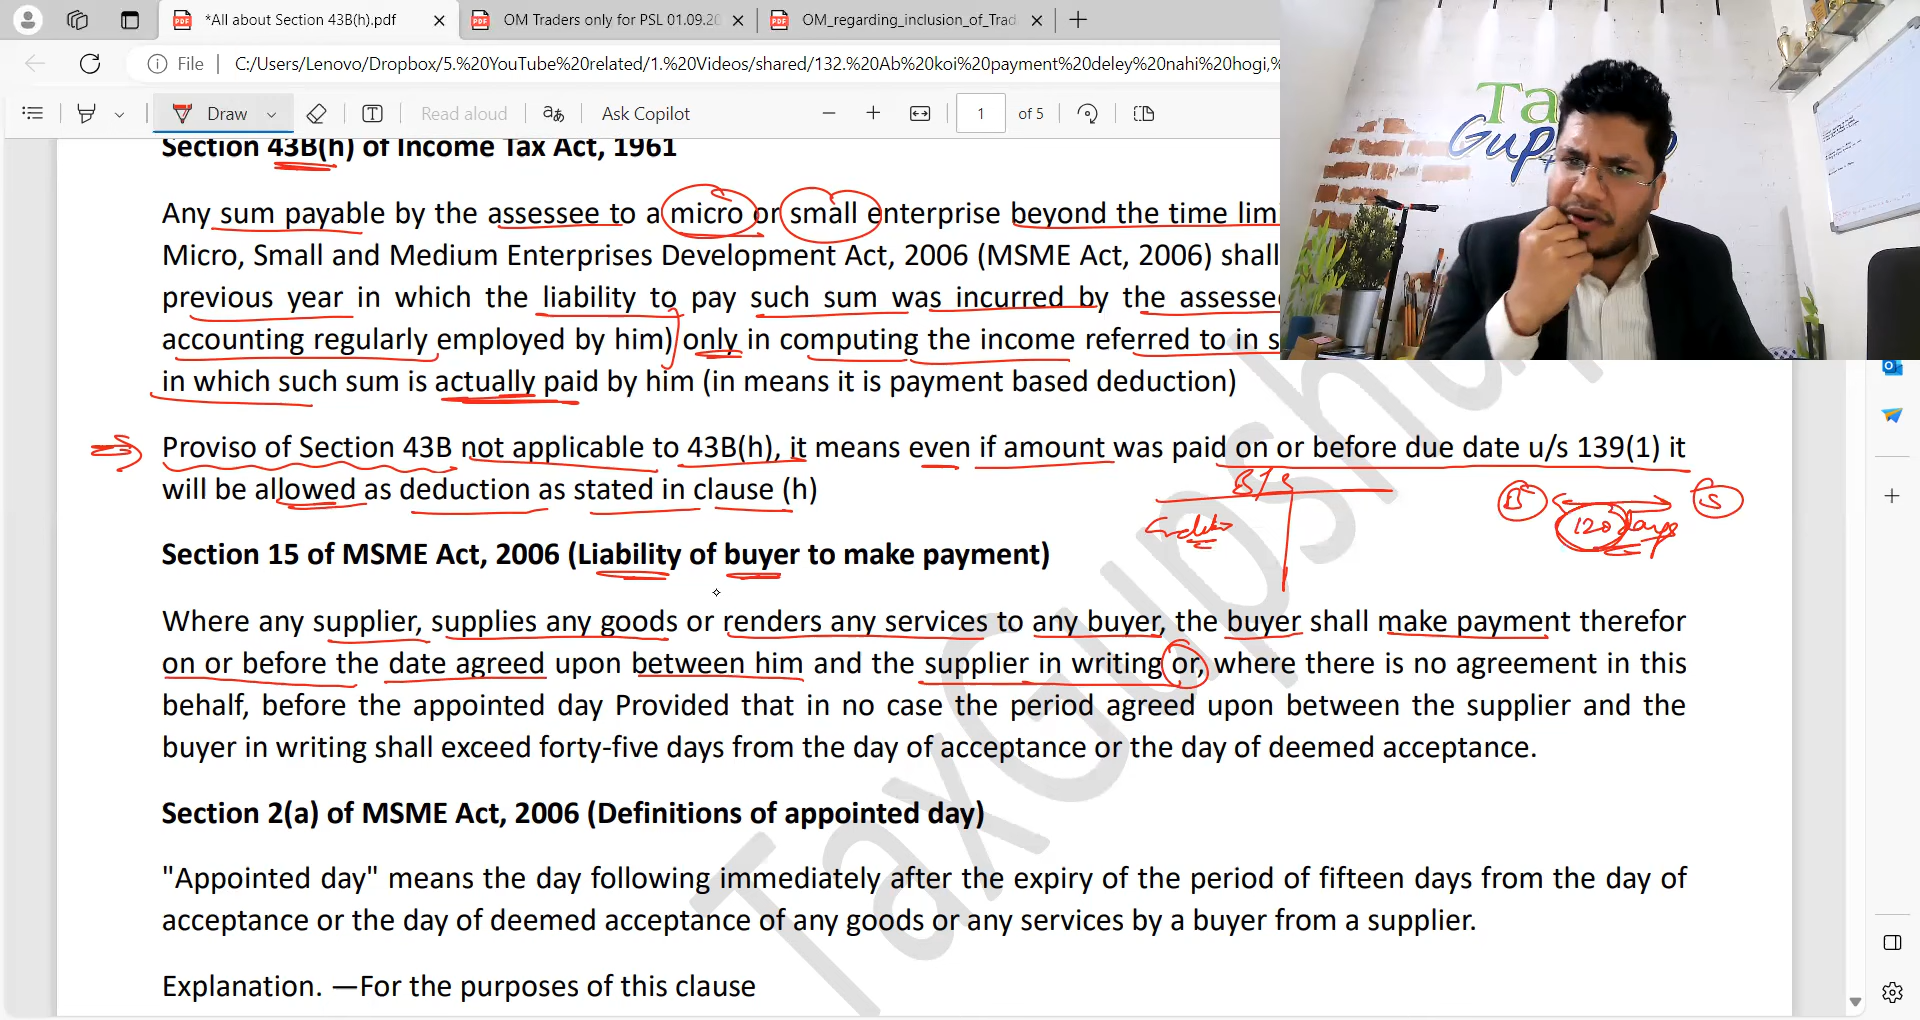 *All about Section 43B(h).pdf
OM Traders only for PSL 01.09.20
OM_regarding_inclusion_of_Trad
File
C:/Users/Lenovo/Dropbox/5.%20YouTube%20related/1.%20Videos/shared/132.%20Ab%20koi%20payment%20deley%20nahi%20hogi,%
Draw
Read aloud
Ask Copilot
1
of 5
Section 43B(h) of Income Tax Act, 1961
Any sum payable by the assessee to a micro or small enterprise beyond the time limi
Micro, Small and Medium Enterprises Development Act, 2006 (MSME Act, 2006) shall
previous year in which the liability to pay such sum was incurred by the assesse
accounting regularly employed by him) only in computing the income referred to in s
in which such sum is actually paid by him (in means it is payment based deduction)
Proviso of Section 43B not applicable to 43B(h), it means even if amount was paid on or before due date u/s 139(1) it
will be allowed as deduction as stated in clause (h)
B/S
B
S
120 days
Section 15 of MSME Act, 2006 (Liability of buyer to make payment)
Where any supplier, supplies any goods or renders any services to any buyer, the buyer shall make payment therefor
on or before the date agreed upon between him and the supplier in writing or, where there is no agreement in this
behalf, before the appointed day Provided that in no case the period agreed upon between the supplier and the
buyer in writing shall exceed forty-five days from the day of acceptance or the day of deemed acceptance.
Section 2(a) of MSME Act, 2006 (Definitions of appointed day)
"Appointed day" means the day following immediately after the expiry of the period of fifteen days from the day of
acceptance or the day of deemed acceptance of any goods or any services by a buyer from a supplier.
Explanation. —For the purposes of this clause
TaxGupshup